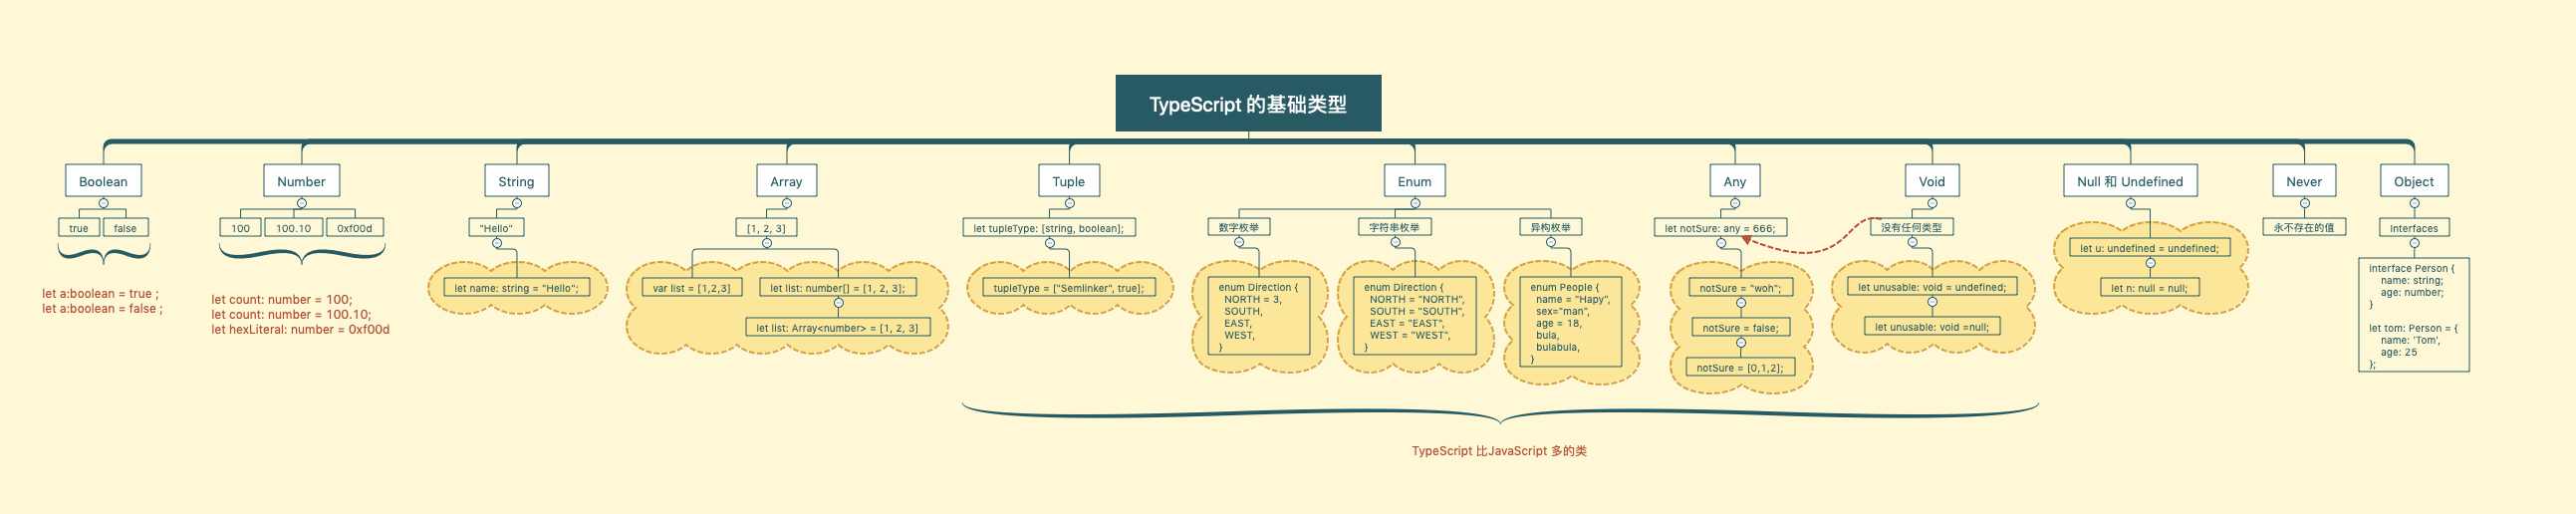 TypeScript 的基础类型
Boolean
true
false
let a:boolean = true ;
let a:boolean = false ;
Number
100
100.10
0xf00d
let count: number = 100;
let count: number = 100.10;
let hexLiteral: number = 0xf00d
String
"Hello"
let name: string = "Hello";
Array
[1, 2, 3]
var list = [1,2,3]
let list: number[] = [1, 2, 3];
let list: Array<number> = [1, 2, 3]
Tuple
let tupleType: [string, boolean];
tupleType = ["Semlinker", true];
Enum
数字枚举
enum Direction {
NORTH = 3,
SOUTH,
EAST,
WEST,
}
字符串枚举
enum Direction {
NORTH = "NORTH",
SOUTH = "SOUTH",
EAST = "EAST",
WEST = "WEST",
}
异构枚举
enum People {
name = "Hapy",
sex="man",
age = 18,
bula,
bulabula,
}
Any
let notSure: any = 666;
notSure = "woh";
notSure = false;
notSure = [0,1,2];
Void
没有任何类型
let unusable: void = undefined;
let unusable: void =null;
Null 和 Undefined
let u: undefined = undefined;
let n: null = null;
Never
永不存在的值
Object
Interfaces
interface Person {
name: string;
age: number;
}
let tom: Person = {
name: 'Tom',
age: 25
};
TypeScript 比JavaScript 多的类